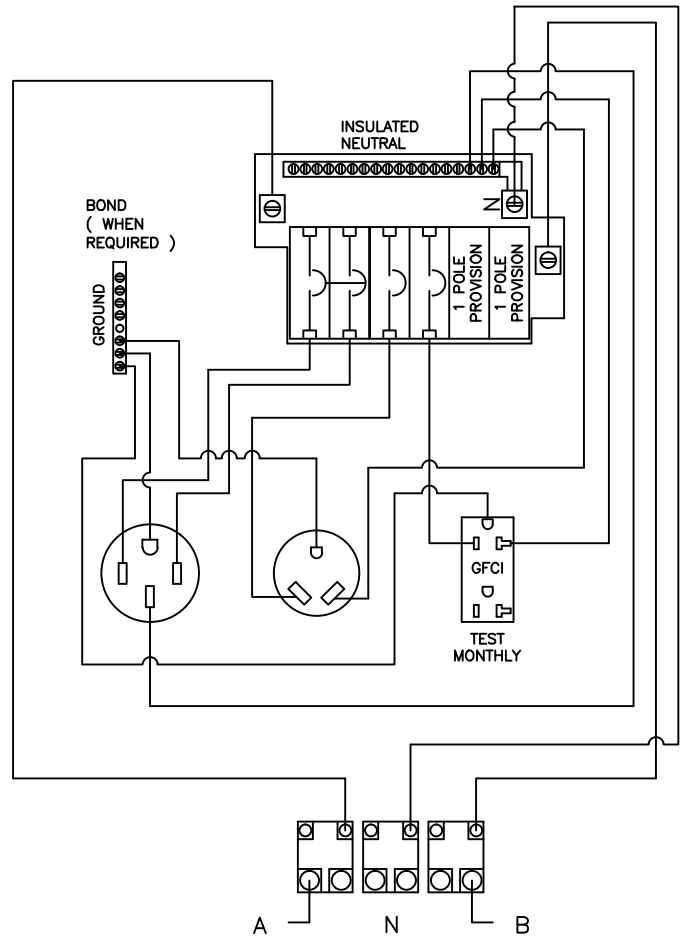 INSULATED
NEUTRAL
BOND
( WHEN
REQUIRED )
GROUND
N
1 POLE
PROVISION
1 POLE
PROVISION
GFCI
TEST
MONTHLY
A
N
B